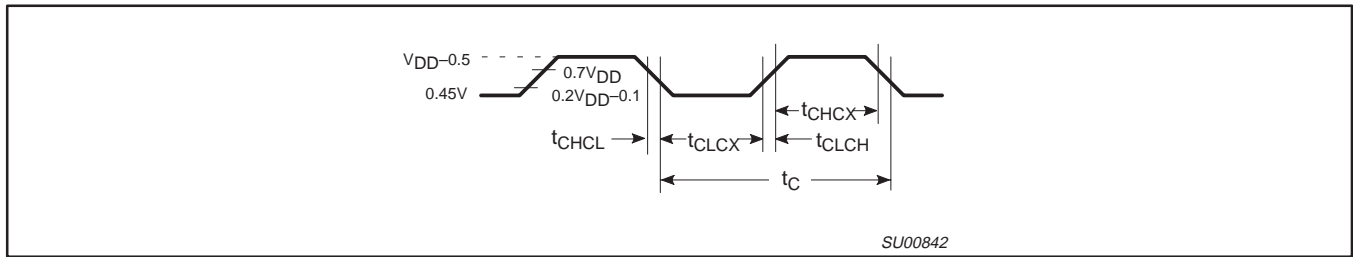 VDD–0.5
0.7VDD
0.45V
0.2VDD–0.1
tCHCX
tCHCL
tCLCX
tCLCH
tC
SU00842